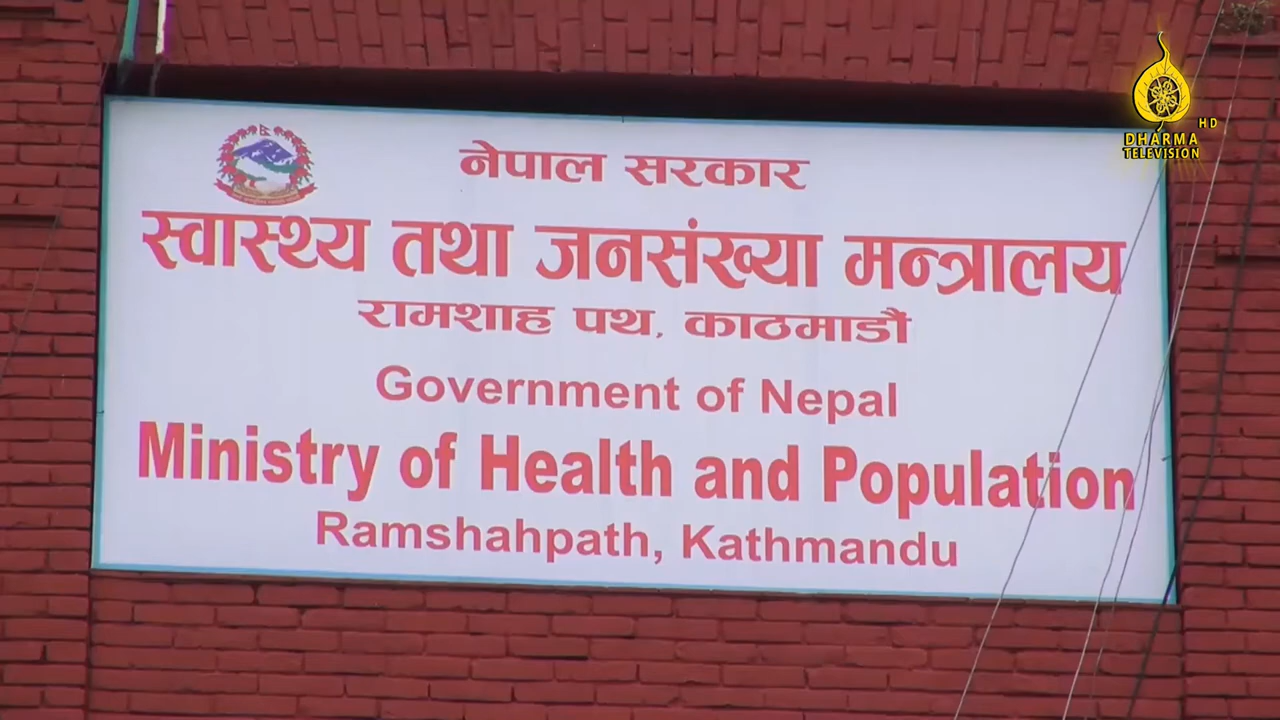 नेपाल सरकार
स्वास्थ्य तथा जनसंख्या मन्त्रालय
रामशाह पथ, काठमाडौं
Government of Nepal
Ministry of Health and Population
Ramshahpath, Kathmandu
HD
DHARMA
TELEVISION